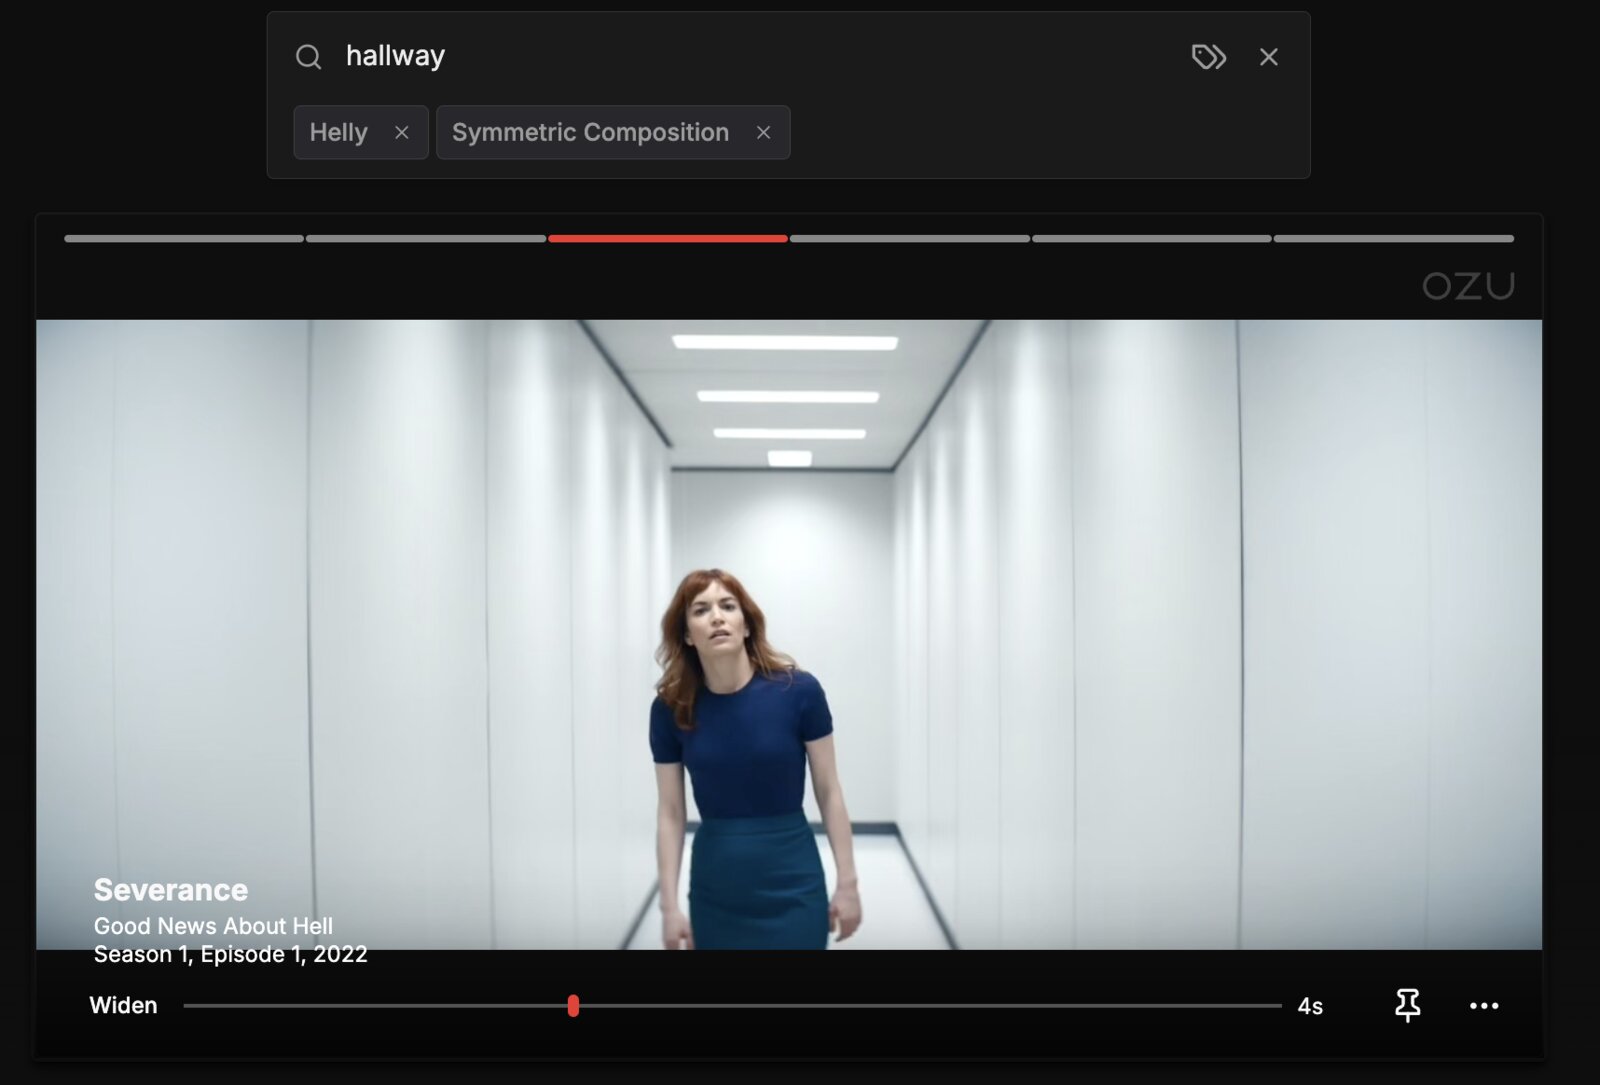 hallway
Helly
Symmetric Composition
OZU
Severance
Good News About Hell
Season 1, Episode 1, 2022
Widen
4s